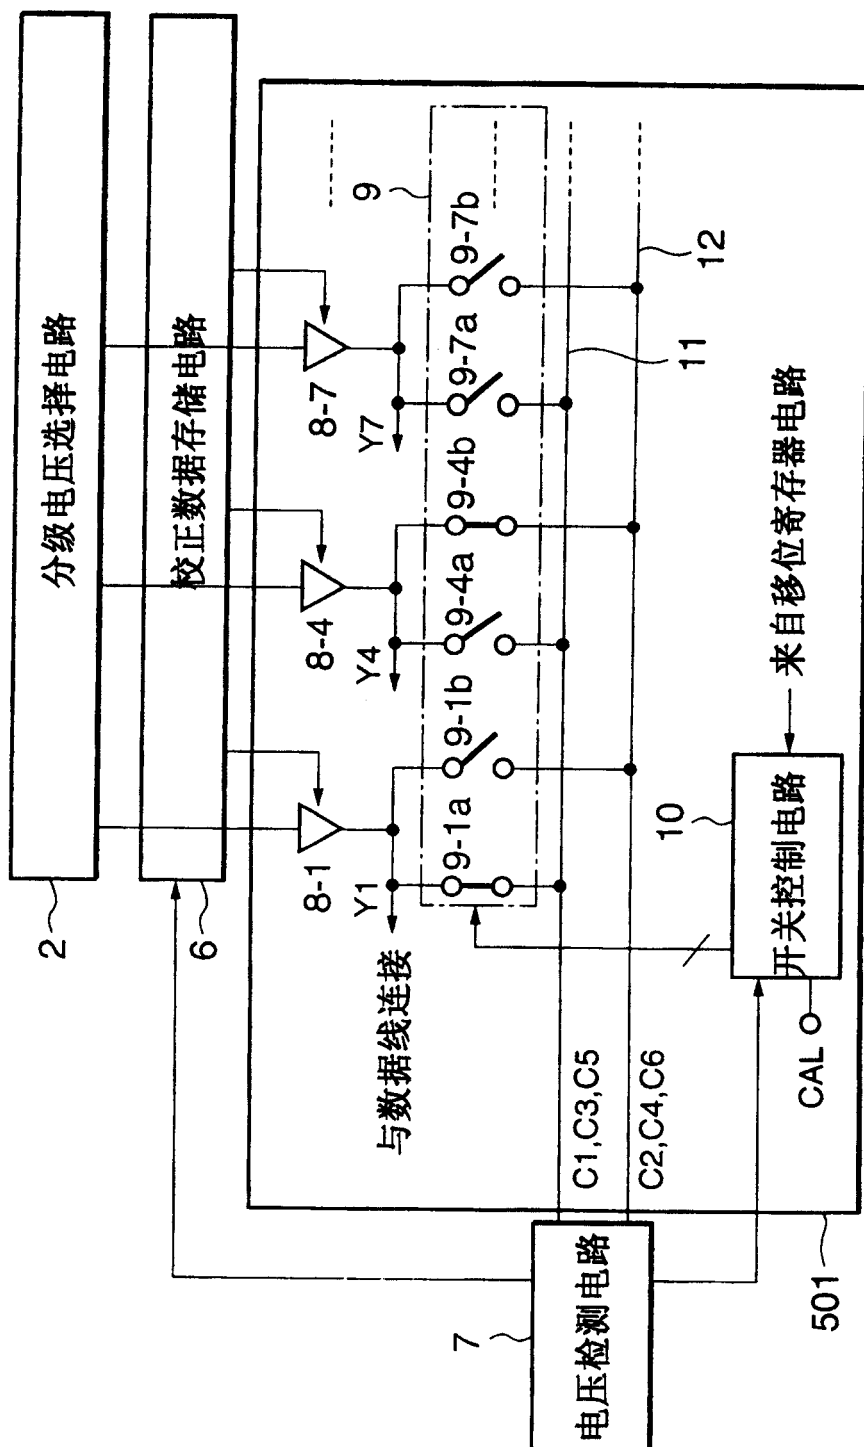 分级电压选择电路
2
校正数据存储电路
6
8-1
8-4
8-7
9
Y1
Y4
Y7
与数据线连接
9-1a
9-1b
9-4a
9-4b
9-7a
9-7b
11
12
C1,C3,C5
C2,C4,C6
7
电压检测电路
10
开关控制电路
来自移位寄存器电路
CAL
501